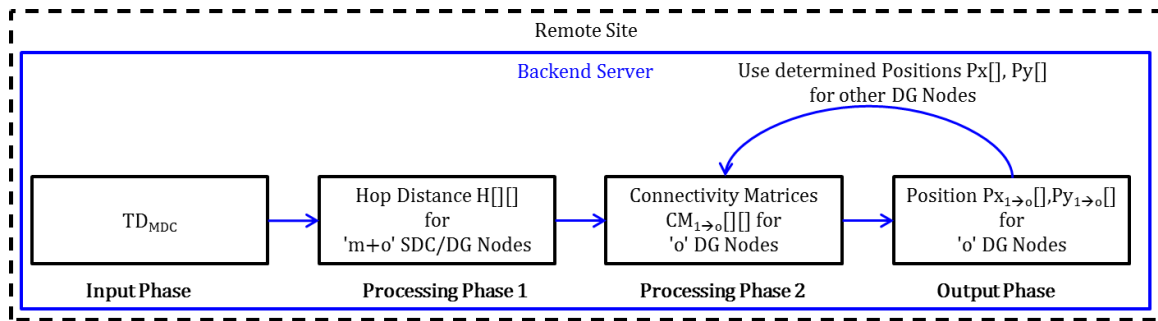 Remote Site
Backend Server
Use determined Positions Px[], Py[]
for other DG Nodes
TD_MDC
Hop Distance H[][]
for
'm+o' SDC/DG Nodes
Connectivity Matrices
CM₁→ₒ[][] for
'o' DG Nodes
Position Px₁→ₒ[],Py₁→ₒ[]
for
'o' DG Nodes
Input Phase
Processing Phase 1
Processing Phase 2
Output Phase